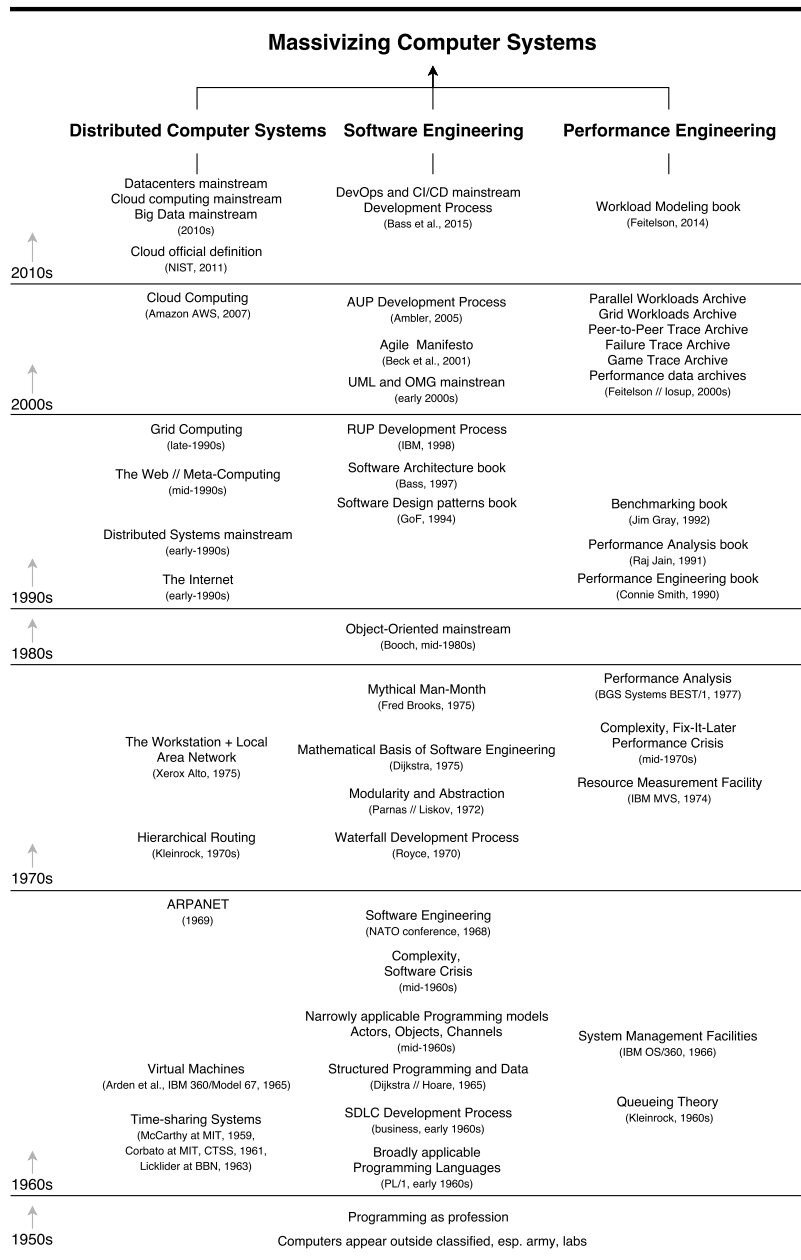 Massivizing Computer Systems
Distributed Computer Systems
Software Engineering
Performance Engineering
Datacenters mainstream
Cloud computing mainstream
Big Data mainstream
(2010s)
Cloud official definition
(NIST, 2011)
DevOps and CI/CD mainstream
Development Process
(Bass et al., 2015)
Workload Modeling book
(Feitelson, 2014)
2010s
Cloud Computing
(Amazon AWS, 2007)
AUP Development Process
(Ambler, 2005)
Agile Manifesto
(Beck et al., 2001)
UML and OMG mainstrean
(early 2000s)
Parallel Workloads Archive
Grid Workloads Archive
Peer-to-Peer Trace Archive
Failure Trace Archive
Game Trace Archive
Performance data archives
(Feitelson // Iosup, 2000s)
2000s
Grid Computing
(late-1990s)
The Web // Meta-Computing
(mid-1990s)
Distributed Systems mainstream
(early-1990s)
The Internet
(early-1990s)
RUP Development Process
(IBM, 1998)
Software Architecture book
(Bass, 1997)
Software Design patterns book
(GoF, 1994)
Benchmarking book
(Jim Gray, 1992)
Performance Analysis book
(Raj Jain, 1991)
Performance Engineering book
(Connie Smith, 1990)
1990s
Object-Oriented mainstream
(Booch, mid-1980s)
1980s
The Workstation + Local
Area Network
(Xerox Alto, 1975)
Hierarchical Routing
(Kleinrock, 1970s)
Mythical Man-Month
(Fred Brooks, 1975)
Mathematical Basis of Software Engineering
(Dijkstra, 1975)
Modularity and Abstraction
(Parnas // Liskov, 1972)
Waterfall Development Process
(Royce, 1970)
Performance Analysis
(BGS Systems BEST/1, 1977)
Complexity, Fix-It-Later
Performance Crisis
(mid-1970s)
Resource Measurement Facility
(IBM MVS, 1974)
1970s
ARPANET
(1969)
Virtual Machines
(Arden et al., IBM 360/Model 67, 1965)
Time-sharing Systems
(McCarthy at MIT, 1959,
Corbato at MIT, CTSS, 1961,
Licklider at BBN, 1963)
Software Engineering
(NATO conference, 1968)
Complexity,
Software Crisis
(mid-1960s)
Narrowly applicable Programming models
Actors, Objects, Channels
(mid-1960s)
Structured Programming and Data
(Dijkstra // Hoare, 1965)
SDLC Development Process
(business, early 1960s)
Broadly applicable
Programming Languages
(PL/1, early 1960s)
System Management Facilities
(IBM OS/360, 1966)
Queueing Theory
(Kleinrock, 1960s)
1960s
Programming as profession
Computers appear outside classified, esp. army, labs
1950s